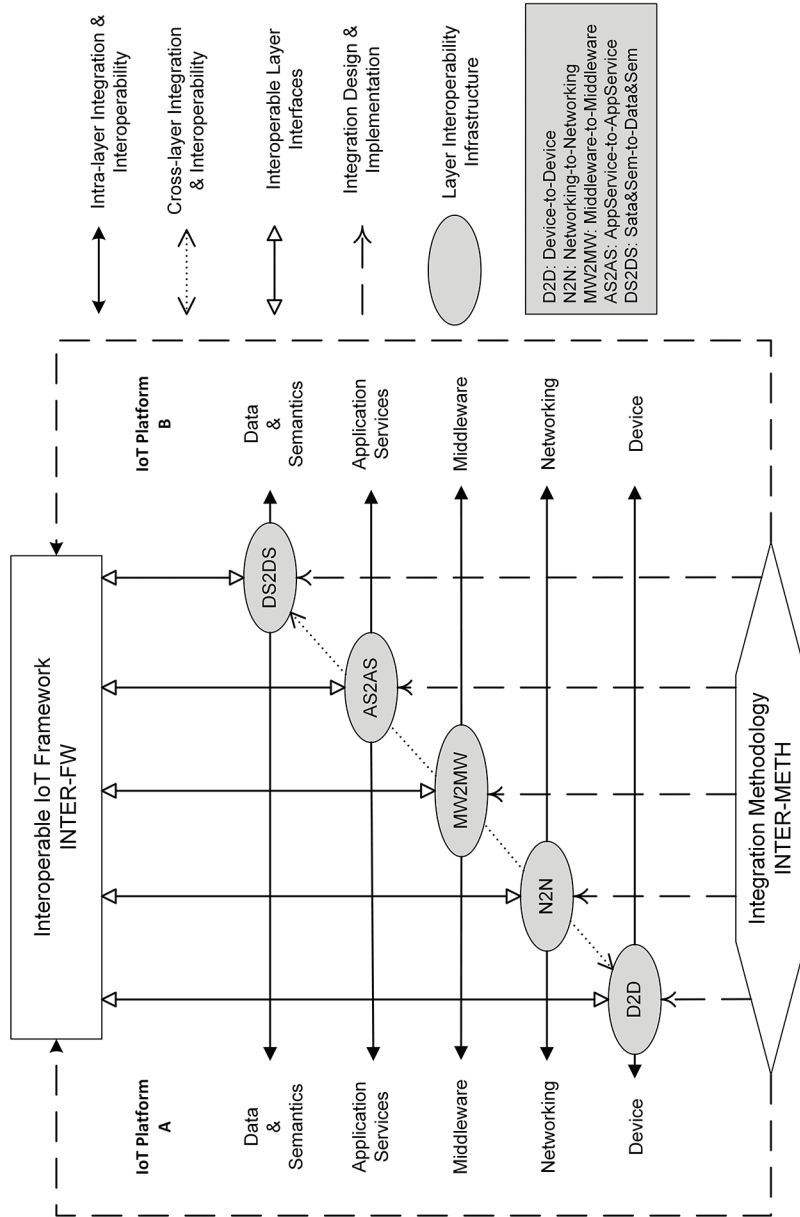 Interoperable IoT Framework
INTER-FW
IoT Platform
A
IoT Platform
B
Data
&
Semantics
DS2DS
Data
&
Semantics
Application
Services
AS2AS
Application
Services
Middleware
MW2MW
Middleware
Networking
N2N
Networking
Device
D2D
Device
Integration Methodology
INTER-METH
Intra-layer Integration &
Interoperability
Cross-layer Integration
& Interoperability
Interoperable Layer
Interfaces
Integration Design &
Implementation
Layer Interoperability
Infrastructure
D2D: Device-to-Device
N2N: Networking-to-Networking
MW2MW: Middleware-to-Middleware
AS2AS: AppService-to-AppService
DS2DS: Sata&Sem-to-Data&Sem